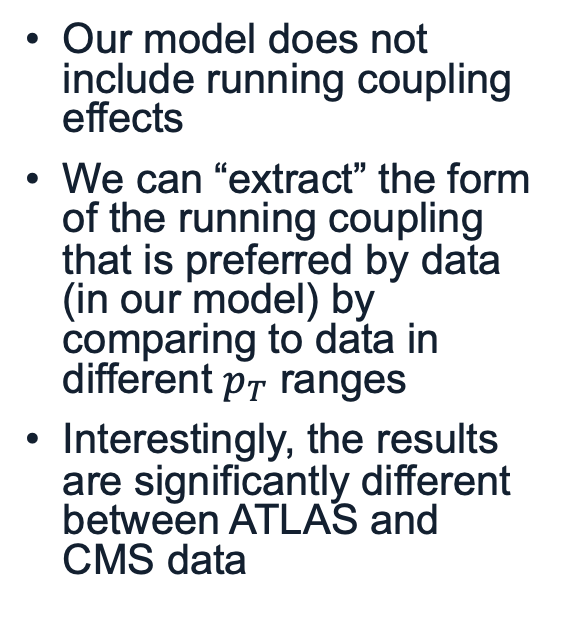 • Our model does not
include running coupling
effects
• We can “extract” the form
of the running coupling
that is preferred by data
(in our model) by
comparing to data in
different p_T ranges
• Interestingly, the results
are significantly different
between ATLAS and
CMS data